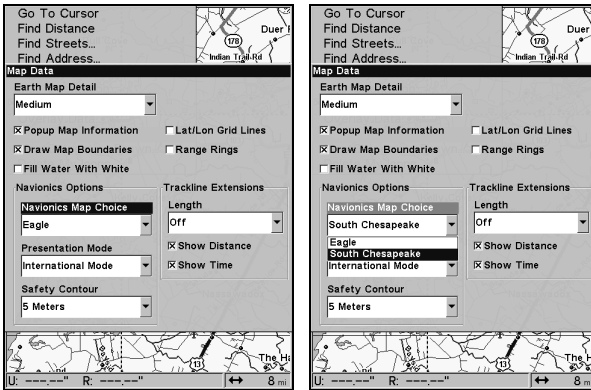 Go To Cursor
Find Distance
Find Streets...
Find Address...
178
Indian Trail Rd
Map Data
Earth Map Detail
Medium
Popup Map Information
Lat/Lon Grid Lines
Draw Map Boundaries
Range Rings
Fill Water With White
Navionics Options
Trackline Extensions
Navionics Map Choice
Length
Eagle
Off
Presentation Mode
Show Distance
International Mode
Show Time
Safety Contour
5 Meters
13
The
U: ---.--" R: ---.--" ↔ 8 mi
Go To Cursor
Find Distance
Find Streets...
Find Address...
178
Duer
Indian Trail Rd
Map Data
Earth Map Detail
Medium
Popup Map Information
Lat/Lon Grid Lines
Draw Map Boundaries
Range Rings
Fill Water With White
Navionics Options
Trackline Extensions
Navionics Map Choice
Length
South Chesapeake
Off
Eagle
South Chesapeake
Show Distance
International Mode
Show Time
Safety Contour
5 Meters
13
The
U: ---.--" R: ---.--" ↔ 8 m